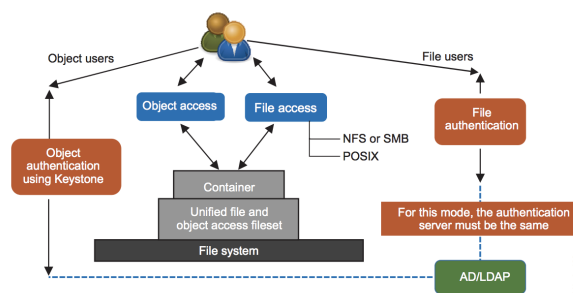 Object users
File users
Object access
File access
File
authentication
NFS or SMB
POSIX
Object
authentication
using Keystone
Container
Unified file and
object access fileset
For this mode, the authentication
server must be the same
File system
AD/LDAP